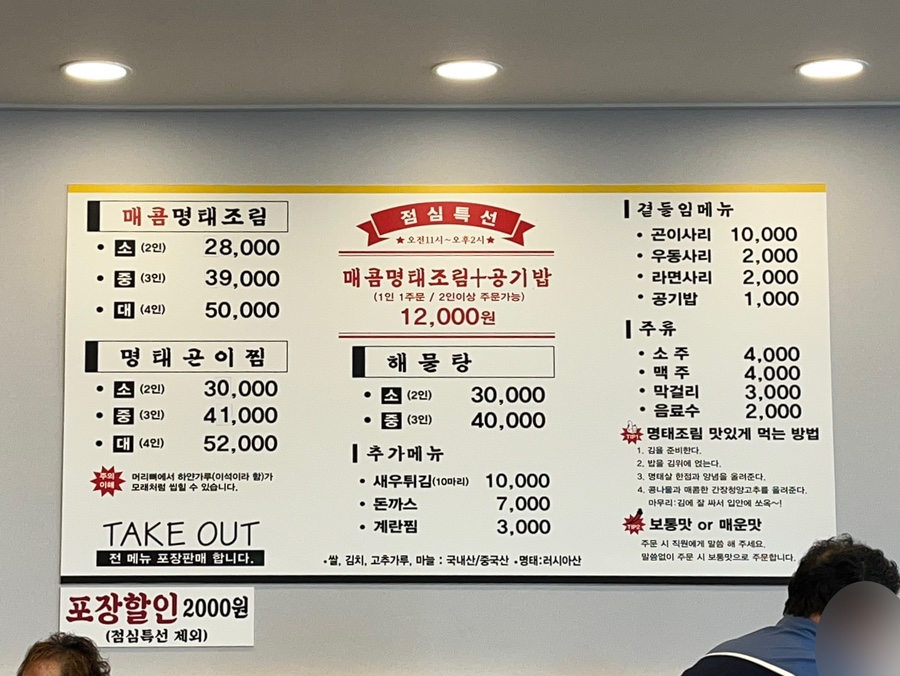 매콤명태조림
• 소 (2인) 28,000
• 중 (3인) 39,000
• 대 (4인) 50,000
명태곤이찜
• 소 (2인) 30,000
• 중 (3인) 41,000
• 대 (4인) 52,000
주의
이해
머리뼈에서 하얀가루(이석이라 함)가
모래처럼 씹힐 수 있습니다.
TAKE OUT
전 메뉴 포장판매 합니다.
점심특선
★오전11시~오후2시★
매콤명태조림+공기밥
(1인 1주문 / 2인이상 주문가능)
12,000원
해물탕
• 소 (2인) 30,000
• 중 (3인) 40,000
추가메뉴
• 새우튀김(10마리) 10,000
• 돈까스 7,000
• 계란찜 3,000
•쌀, 김치, 고추가루, 마늘 : 국내산/중국산 •명태:러시아산
곁들임메뉴
• 곤이사리 10,000
• 우동사리 2,000
• 라면사리 2,000
• 공기밥 1,000
주류
• 소주 4,000
• 맥주 4,000
• 막걸리 3,000
• 음료수 2,000
TIP1 명태조림 맛있게 먹는 방법
1. 김을 준비한다.
2. 밥을 김위에 얹는다.
3. 명태살 한점과 양념을 올려준다.
4. 콩나물과 매콤한 간장청양고추를 올려준다.
마무리:김에 잘 싸서 입안에 쏘옥~!
TIP2 보통맛 or 매운맛
주문 시 직원에게 말씀 해 주세요.
말씀없이 주문 시 보통맛으로 주문합니다.
포장할인 2000원
(점심특선 제외)